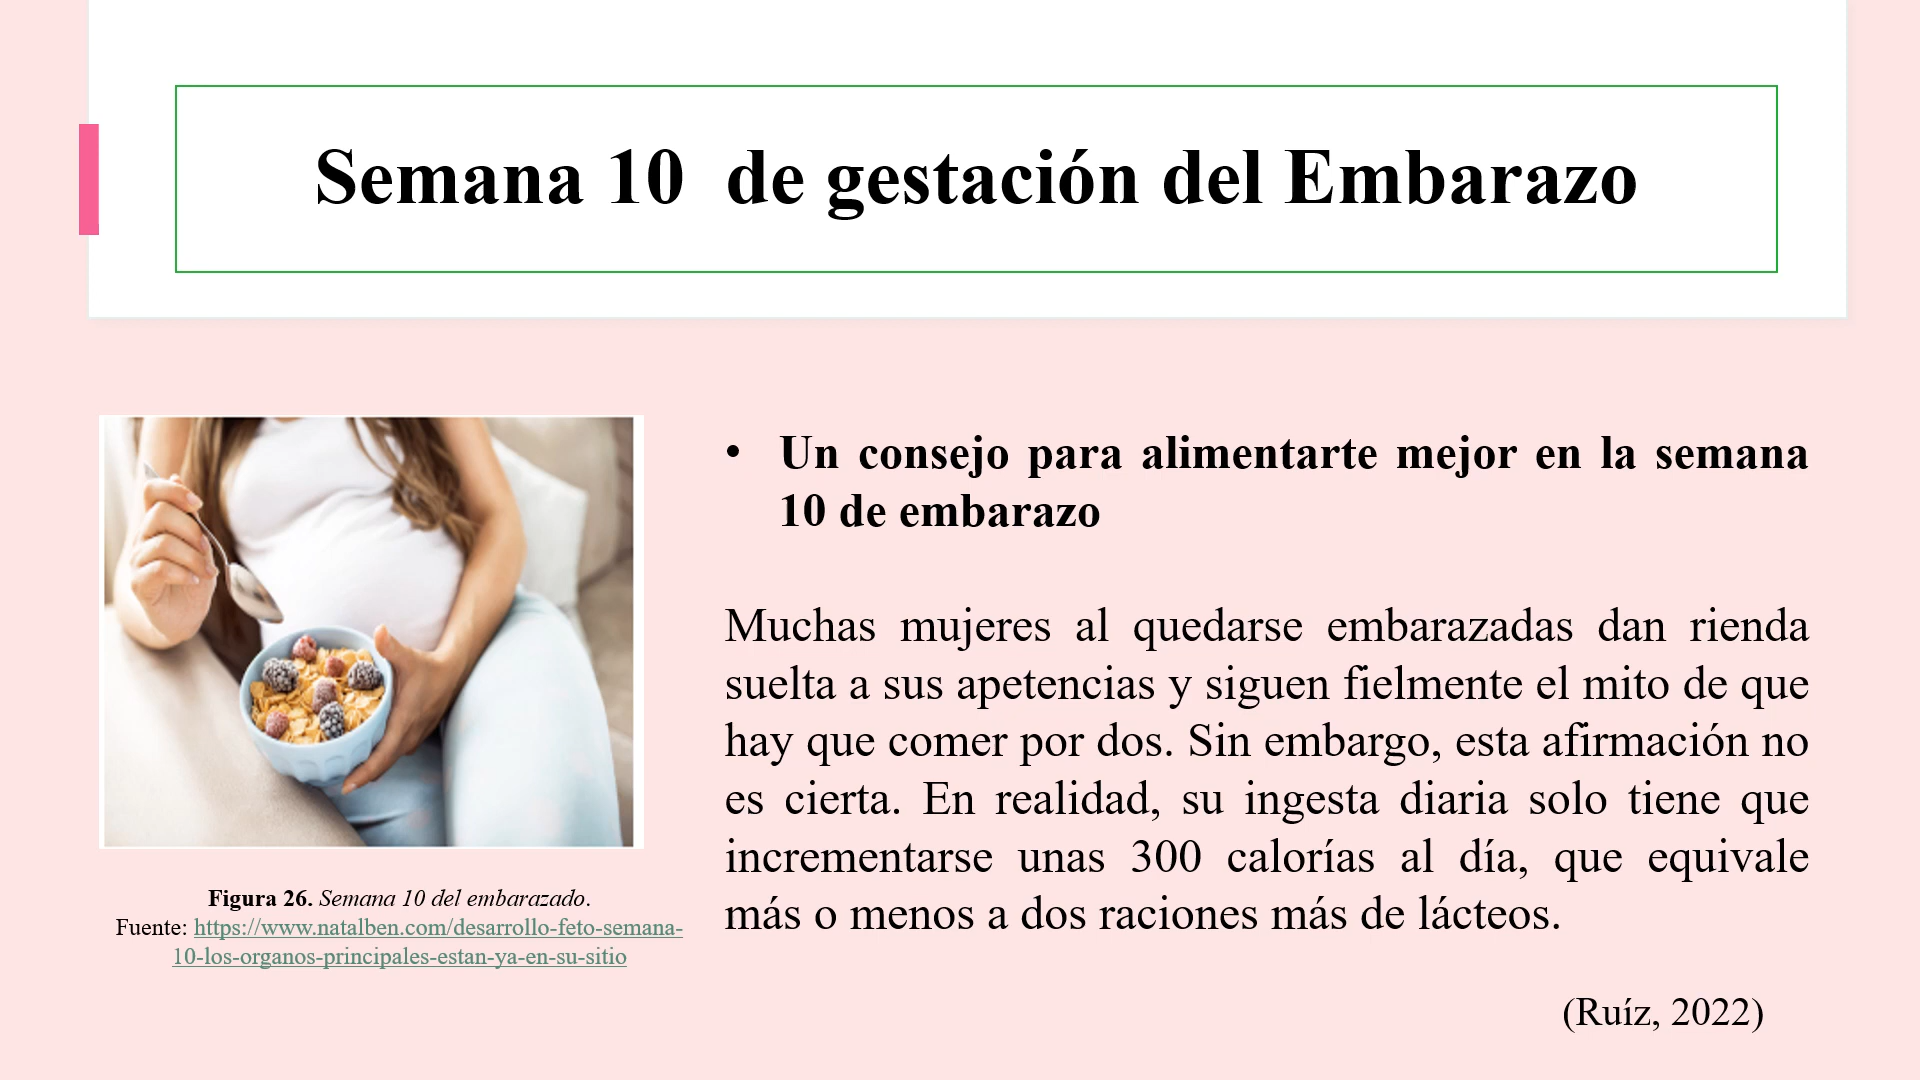 Semana 10  de gestación del Embarazo
• Un consejo para alimentarte mejor en la semana
10 de embarazo
Muchas mujeres al quedarse embarazadas dan rienda
suelta a sus apetencias y siguen fielmente el mito de que
hay que comer por dos. Sin embargo, esta afirmación no
es cierta. En realidad, su ingesta diaria solo tiene que
incrementarse unas 300 calorías al día, que equivale
más o menos a dos raciones más de lácteos.
(Ruíz, 2022)
Figura 26. Semana 10 del embarazado.
Fuente: https://www.natalben.com/desarrollo-feto-semana-
10-los-organos-principales-estan-ya-en-su-sitio